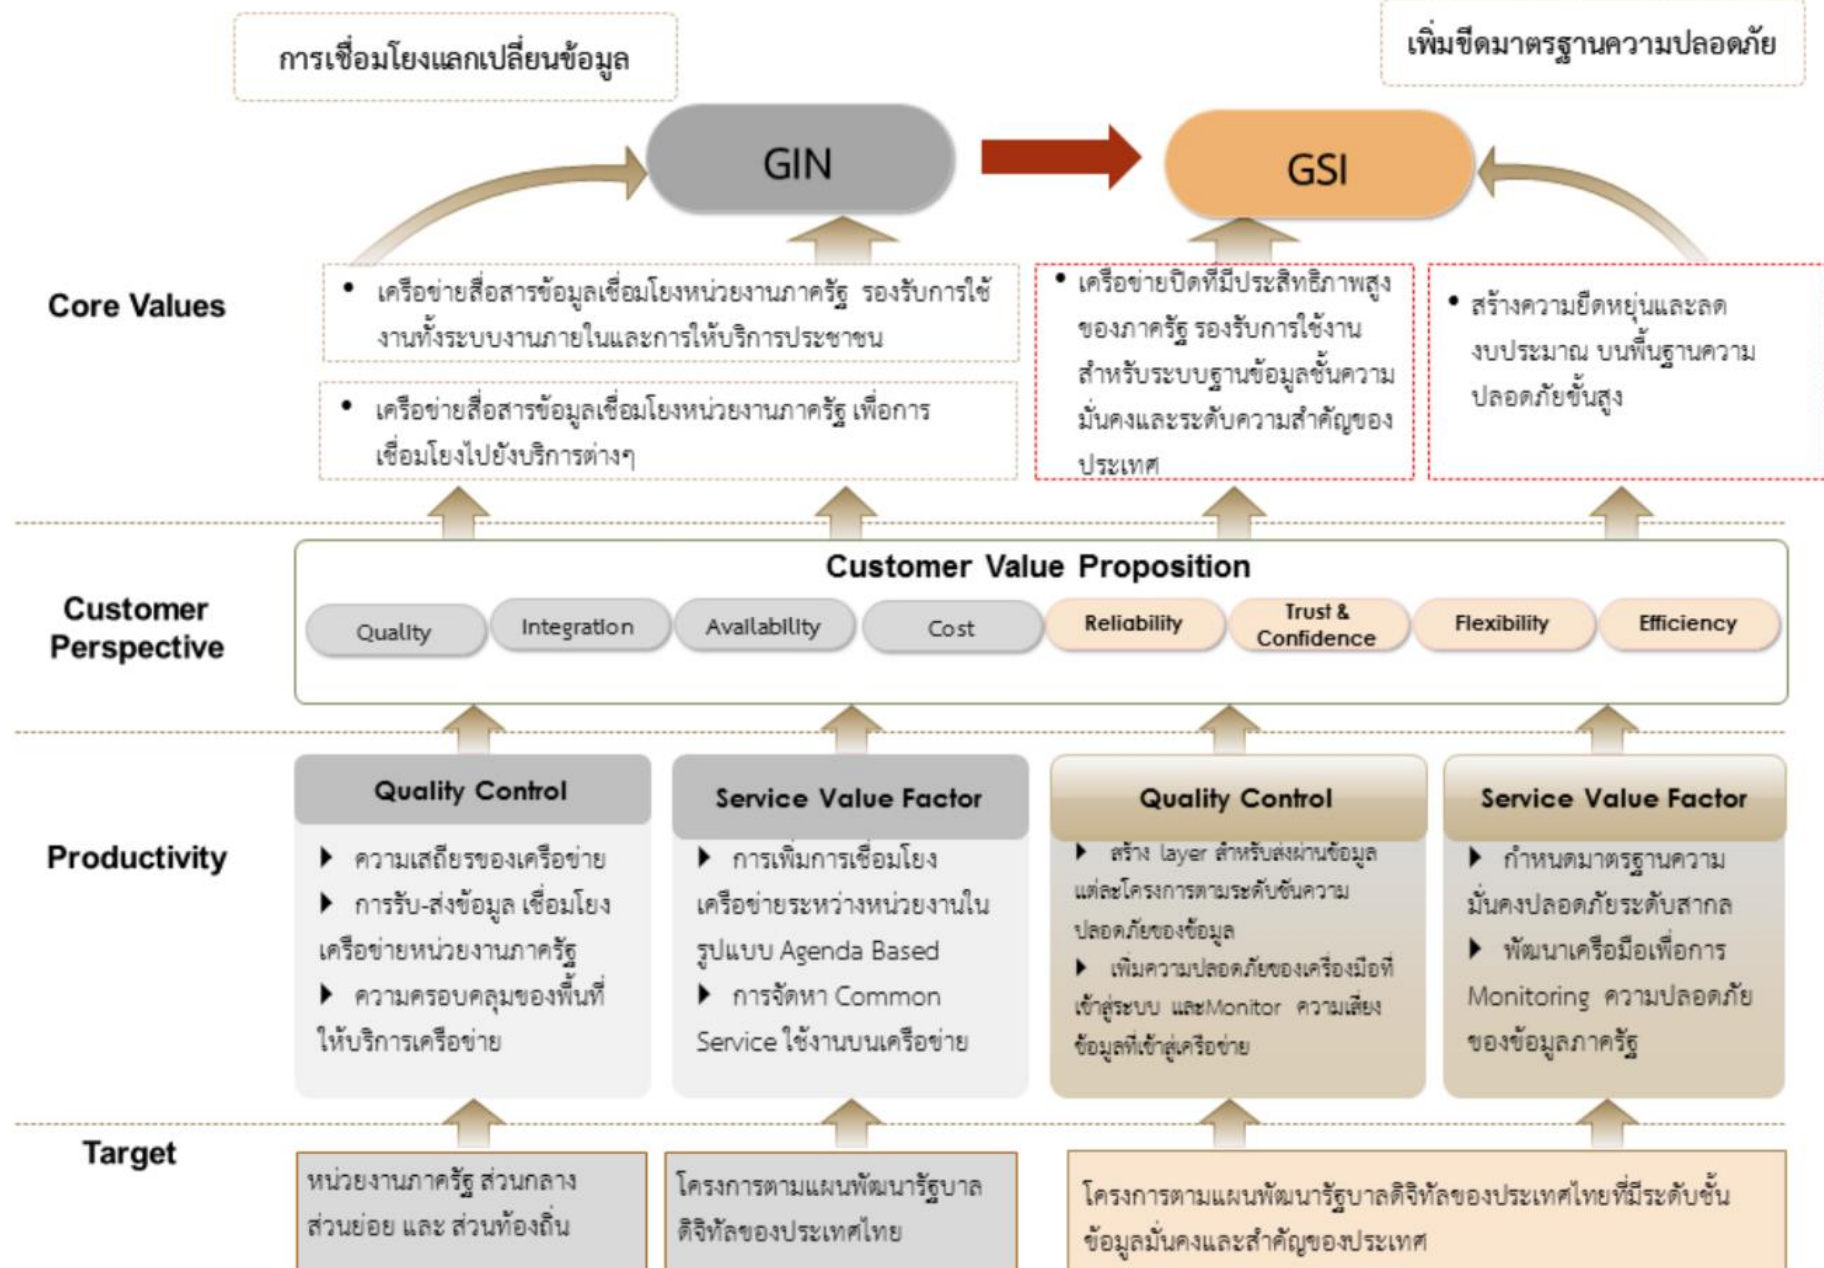 การเชื่อมโยงแลกเปลี่ยนข้อมูล
เพิ่มขีดมาตรฐานความปลอดภัย
GIN
GSI
Core Values
• เครือข่ายสื่อสารข้อมูลเชื่อมโยงหน่วยงานภาครัฐ รองรับการใช้
งานทั้งระบบงานภายในและการให้บริการประชาชน
• เครือข่ายสื่อสารข้อมูลเชื่อมโยงหน่วยงานภาครัฐ เพื่อการ
เชื่อมโยงไปยังบริการต่างๆ
• เครือข่ายปิดที่มีประสิทธิภาพสูง
ของภาครัฐ รองรับการใช้งาน
สำหรับระบบฐานข้อมูลชั้นความ
มั่นคงและระดับความสำคัญของ
ประเทศ
• สร้างความยืดหยุ่นและลด
งบประมาณ บนพื้นฐานความ
ปลอดภัยขั้นสูง
Customer
Perspective
Customer Value Proposition
Quality
Integration
Availability
Cost
Reliability
Trust &
Confidence
Flexibility
Efficiency
Productivity
Quality Control
▶ ความเสถียรของเครือข่าย
▶ การรับ-ส่งข้อมูล เชื่อมโยง
เครือข่ายหน่วยงานภาครัฐ
▶ ความครอบคลุมของพื้นที่
ให้บริการเครือข่าย
Service Value Factor
▶ การเพิ่มการเชื่อมโยง
เครือข่ายระหว่างหน่วยงานใน
รูปแบบ Agenda Based
▶ การจัดหา Common
Service ใช้งานบนเครือข่าย
Quality Control
▶ สร้าง layer สำหรับส่งผ่านข้อมูล
แต่ละโครงการตามระดับชั้นความ
ปลอดภัยของข้อมูล
▶ เพิ่มความปลอดภัยของเครื่องมือที่
เข้าสู่ระบบ และMonitor ความเสี่ยง
ข้อมูลที่เข้าสู่เครือข่าย
Service Value Factor
▶ กำหนดมาตรฐานความ
มั่นคงปลอดภัยระดับสากล
▶ พัฒนาเครือมือเพื่อการ
Monitoring ความปลอดภัย
ของข้อมูลภาครัฐ
Target
หน่วยงานภาครัฐ ส่วนกลาง
ส่วนย่อย และ ส่วนท้องถิ่น
โครงการตามแผนพัฒนารัฐบาล
ดิจิทัลของประเทศไทย
โครงการตามแผนพัฒนารัฐบาลดิจิทัลของประเทศไทยที่มีระดับชั้น
ข้อมูลมั่นคงและสำคัญของประเทศ